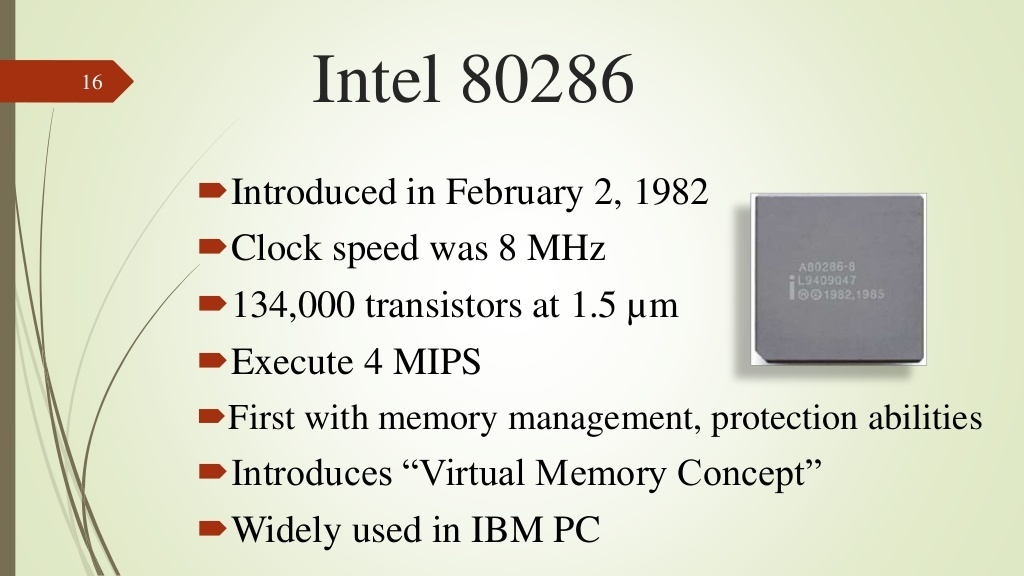 16
Intel 80286
Introduced in February 2, 1982
Clock speed was 8 MHz
134,000 transistors at 1.5 µm
Execute 4 MIPS
First with memory management, protection abilities
Introduces “Virtual Memory Concept”
Widely used in IBM PC
A80286-8
L9409047
i ⓜⓒ1982,1985